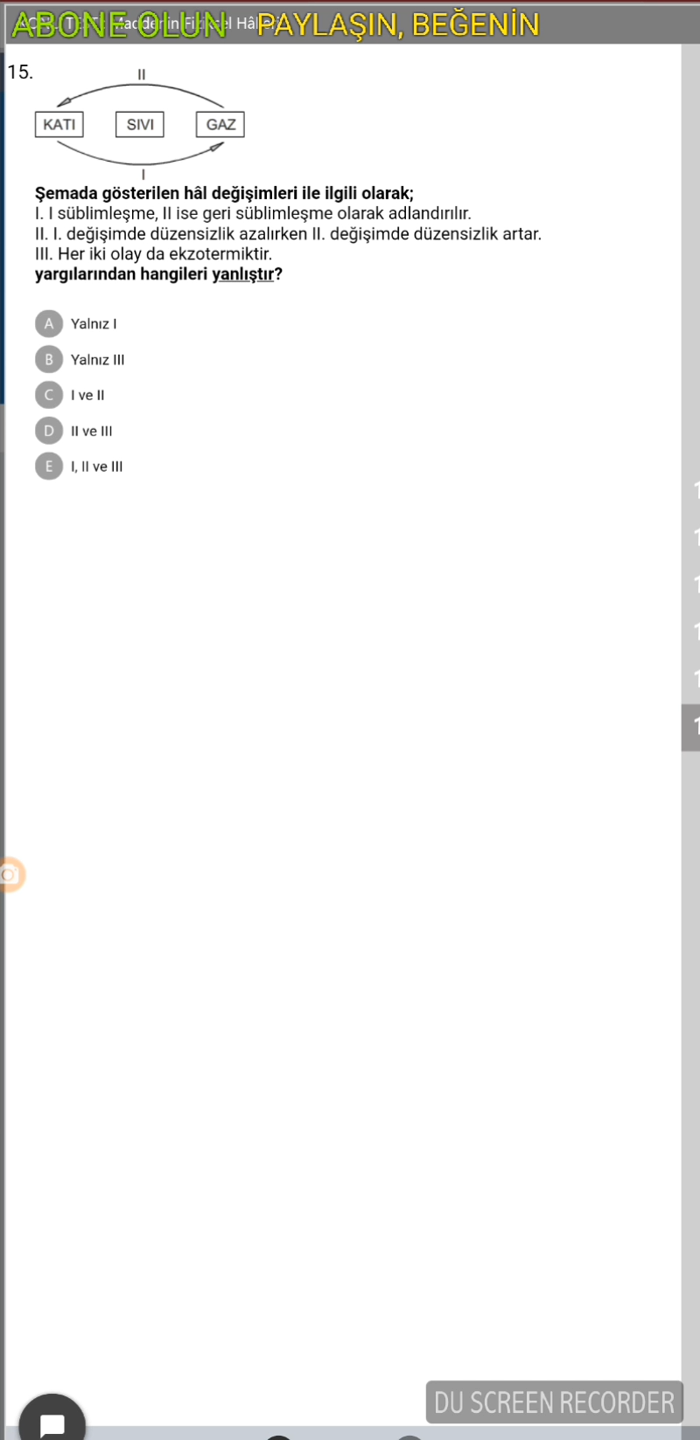 ABONE OLUN PAYLAŞIN, BEĞENİN
15.
II
KATI SIVI GAZ
I
Şemada gösterilen hâl değişimleri ile ilgili olarak;
I. I süblimleşme, II ise geri süblimleşme olarak adlandırılır.
II. I. değişimde düzensizlik azalırken II. değişimde düzensizlik artar.
III. Her iki olay da ekzotermiktir.
yargılarından hangileri yanlıştır?
A Yalnız I
B Yalnız III
C I ve II
D II ve III
E I, II ve III
DU SCREEN RECORDER